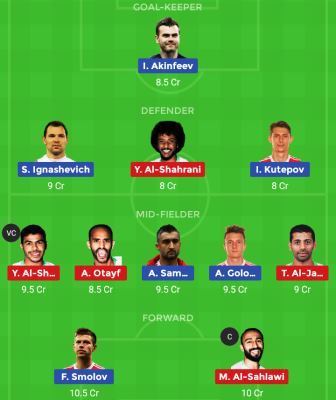 GOAL-KEEPER
I. Akinfeev
8.5 Cr
DEFENDER
S. Ignashevich
Y. Al-Shahrani
I. Kutepov
9 Cr
8 Cr
8 Cr
MID-FIELDER
VC
Y. Al-Sh...
A. Otayf
A. Sam...
A. Golo...
T. Al-Ja...
9.5 Cr
8.5 Cr
9.5 Cr
9.5 Cr
9 Cr
FORWARD
C
F. Smolov
M. Al-Sahlawi
10.5 Cr
10 Cr